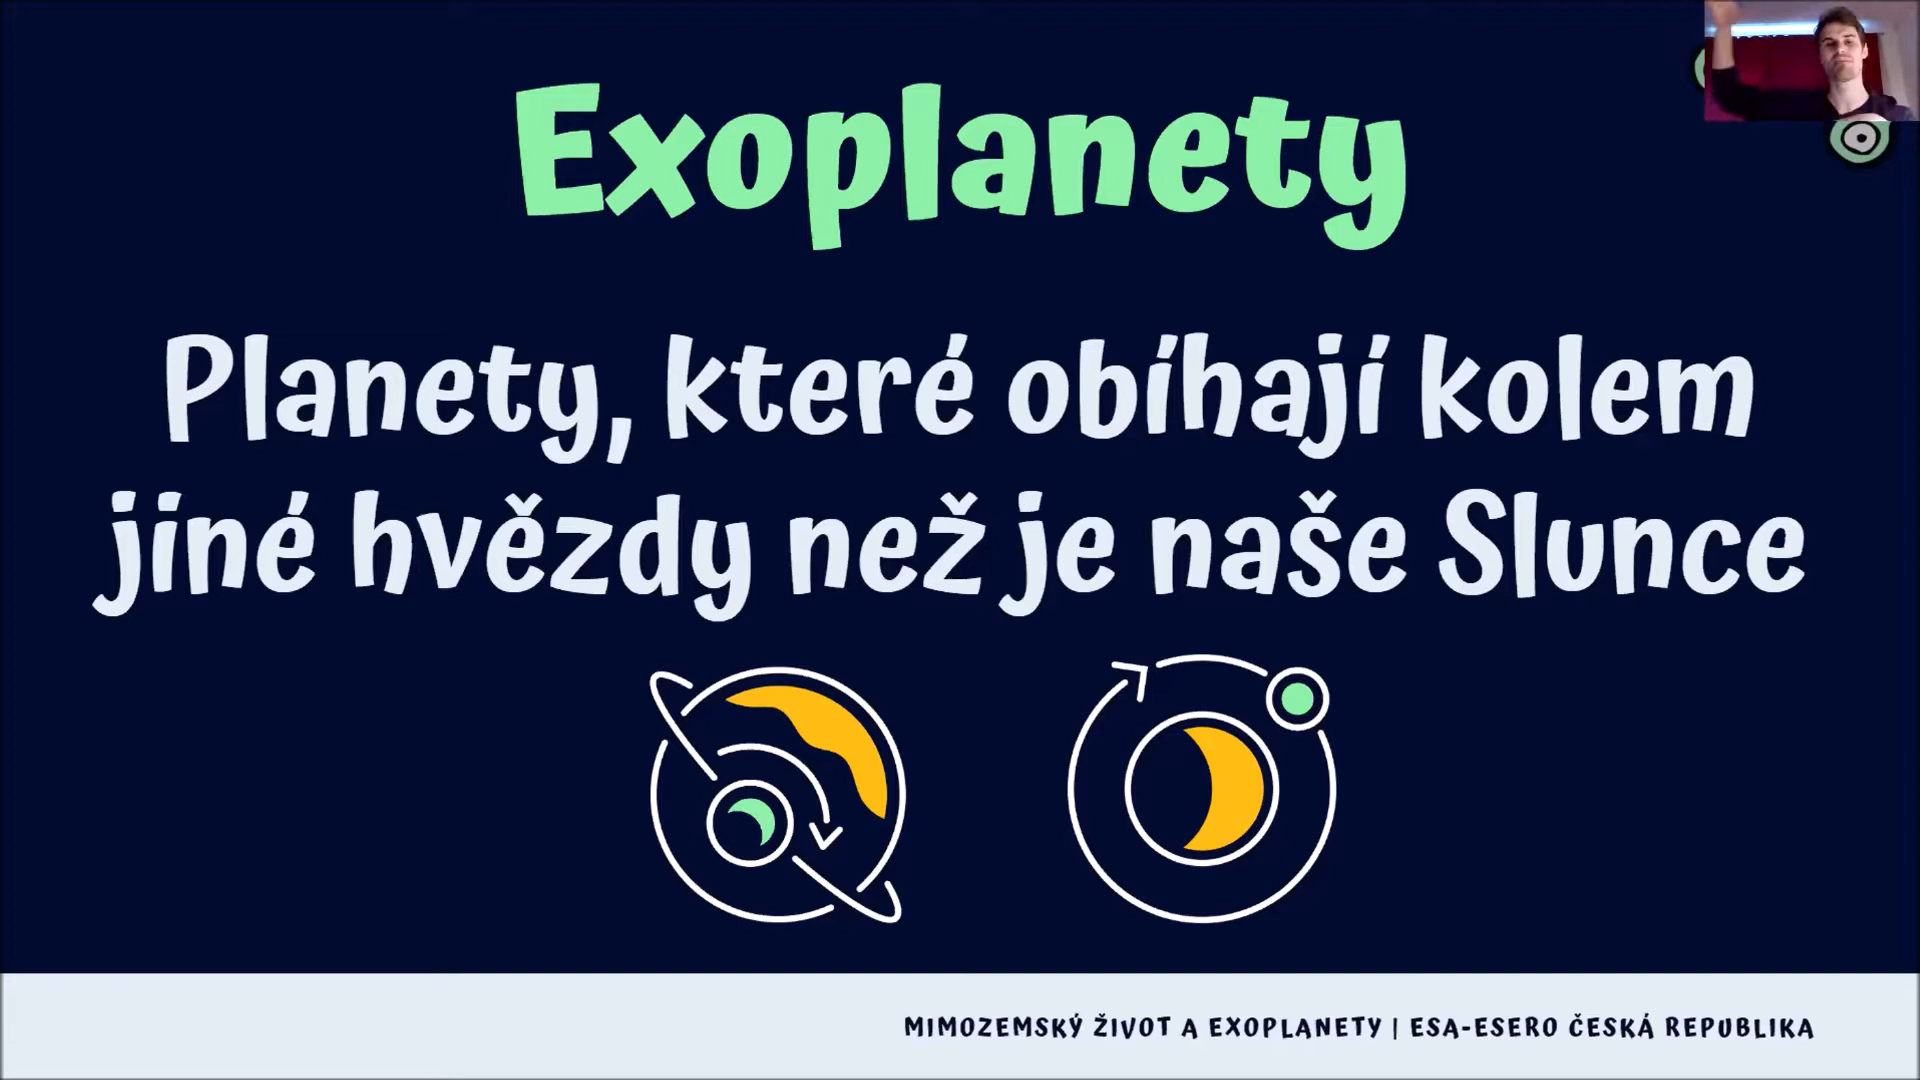 Exoplanety
Planety, které obíhají kolem
jiné hvězdy než je naše Slunce
MIMOZEMSKÝ ŽIVOT A EXOPLANETY | ESA-ESERO ČESKÁ REPUBLIKA